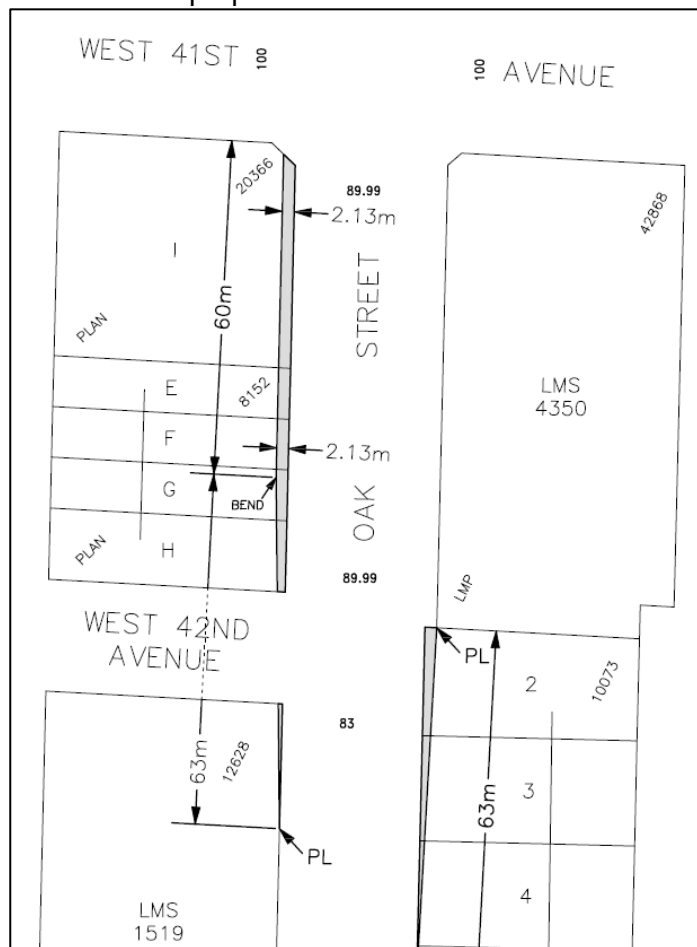 WEST 41ST
100
100
AVENUE
20366
89.99
2.13m
42868
I
60m
STREET
PLAN
E
8152
LMS
4350
F
2.13m
G
BEND
OAK
PLAN
H
89.99
LMP
WEST 42ND
AVENUE
PL
2
10073
83
63m
12628
3
63m
PL
4
LMS
1519